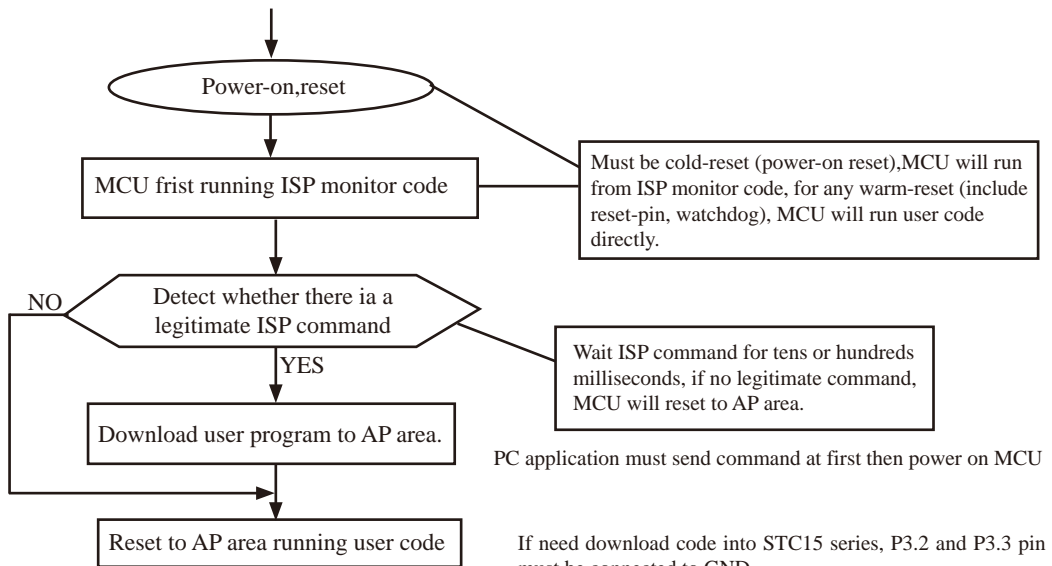 Power-on,reset
MCU frist running ISP monitor code
Must be cold-reset (power-on reset),MCU will run
from ISP monitor code, for any warm-reset (include
reset-pin, watchdog), MCU will run user code
directly.
NO
Detect whether there ia a
legitimate ISP command
YES
Wait ISP command for tens or hundreds
milliseconds, if no legitimate command,
MCU will reset to AP area.
Download user program to AP area.
PC application must send command at first then power on MCU
Reset to AP area running user code
If need download code into STC15 series, P3.2 and P3.3 pin
must be connected to GND